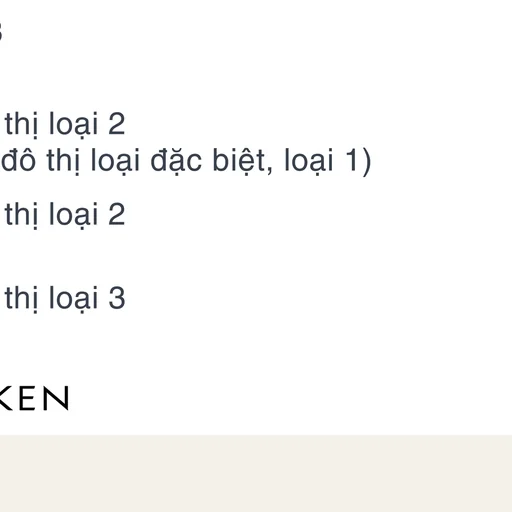 thị loại 2
đô thị loại đặc biệt, loại 1)
thị loại 2
thị loại 3
KEN